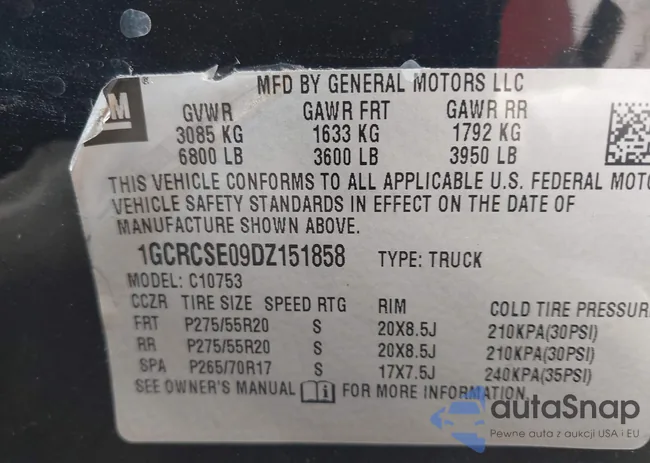 MFD BY GENERAL MOTORS LLC
GM
GVWR GAWR FRT GAWR RR
3085 KG 1633 KG 1792 KG
6800 LB 3600 LB 3950 LB
THIS VEHICLE CONFORMS TO ALL APPLICABLE U.S. FEDERAL MOTO
VEHICLE SAFETY STANDARDS IN EFFECT ON THE DATE OF
MANUFACTURE SHOWN ABOVE.
1GCRCSE09DZ151858 TYPE: TRUCK
MODEL: C10753
CCZR TIRE SIZE SPEED RTG RIM COLD TIRE PRESSUR
FRT P275/55R20 S 20X8.5J 210KPA(30PSI)
RR P275/55R20 S 20X8.5J 210KPA(30PSI)
SPA P265/70R17 S 17X7.5J 240KPA(35PSI)
SEE OWNER'S MANUAL i FOR MORE INFORMATION.
autaSnap
Pewne auta z aukcji USA i EU